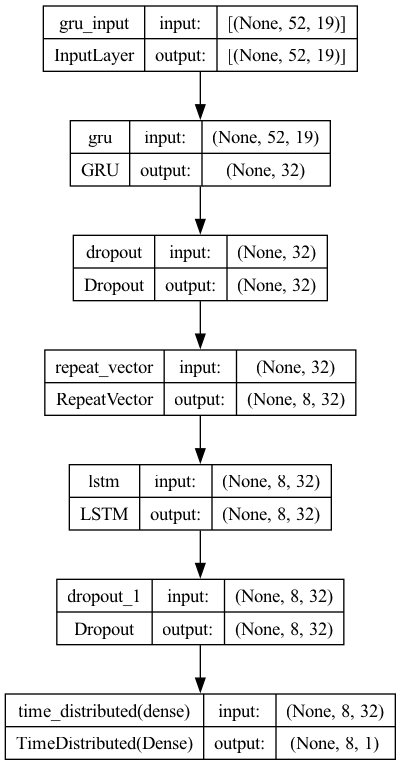 gru_input input: [(None, 52, 19)]
InputLayer output: [(None, 52, 19)]
gru input: (None, 52, 19)
GRU output: (None, 32)
dropout input: (None, 32)
Dropout output: (None, 32)
repeat_vector input: (None, 32)
RepeatVector output: (None, 8, 32)
lstm input: (None, 8, 32)
LSTM output: (None, 8, 32)
dropout_1 input: (None, 8, 32)
Dropout output: (None, 8, 32)
time_distributed(dense) input: (None, 8, 32)
TimeDistributed(Dense) output: (None, 8, 1)